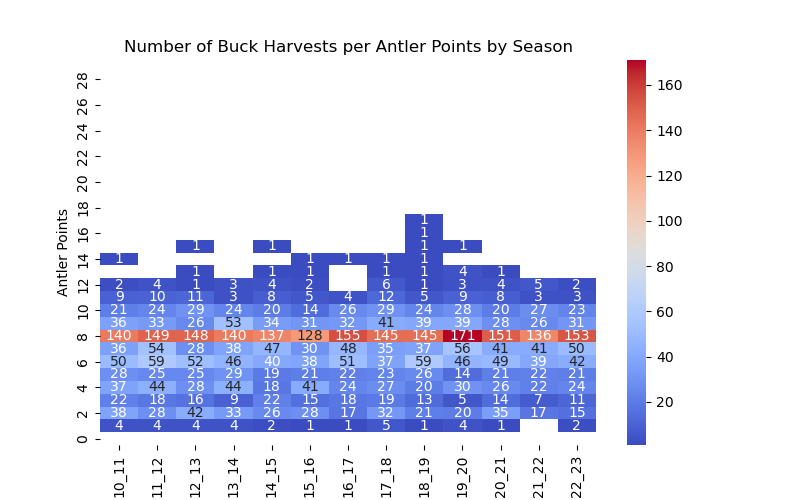 Number of Buck Harvests per Antler Points by Season
28
26
24
22
20
18
1
1
16
1 1 1 1
14 1 1 1 1 1
1 1 1 1 1 4 1
12 2 4 1 3 4 2 6 1 3 4 5 2
9 10 11 3 8 5 4 12 5 9 8 3 3
10 21 24 29 24 20 14 26 29 24 28 20 27 23
36 33 26 53 34 31 32 41 39 39 28 26 31
8 140 149 148 140 137 128 155 145 145 171 151 136 153
36 54 28 38 47 30 48 35 37 56 41 41 50
6 50 59 52 46 40 38 51 37 59 46 49 39 42
28 25 25 29 19 21 22 23 26 14 21 22 21
4 37 44 28 44 18 41 24 27 20 30 26 22 24
22 18 16 9 22 15 18 19 13 5 14 7 11
2 38 28 42 33 26 28 17 32 21 20 35 17 15
4 4 4 4 2 1 1 5 1 4 1 2
0
Antler Points
10_11 11_12 12_13 13_14 14_15 15_16 16_17 17_18 18_19 19_20 20_21 21_22 22_23
160
140
120
100
80
60
40
20